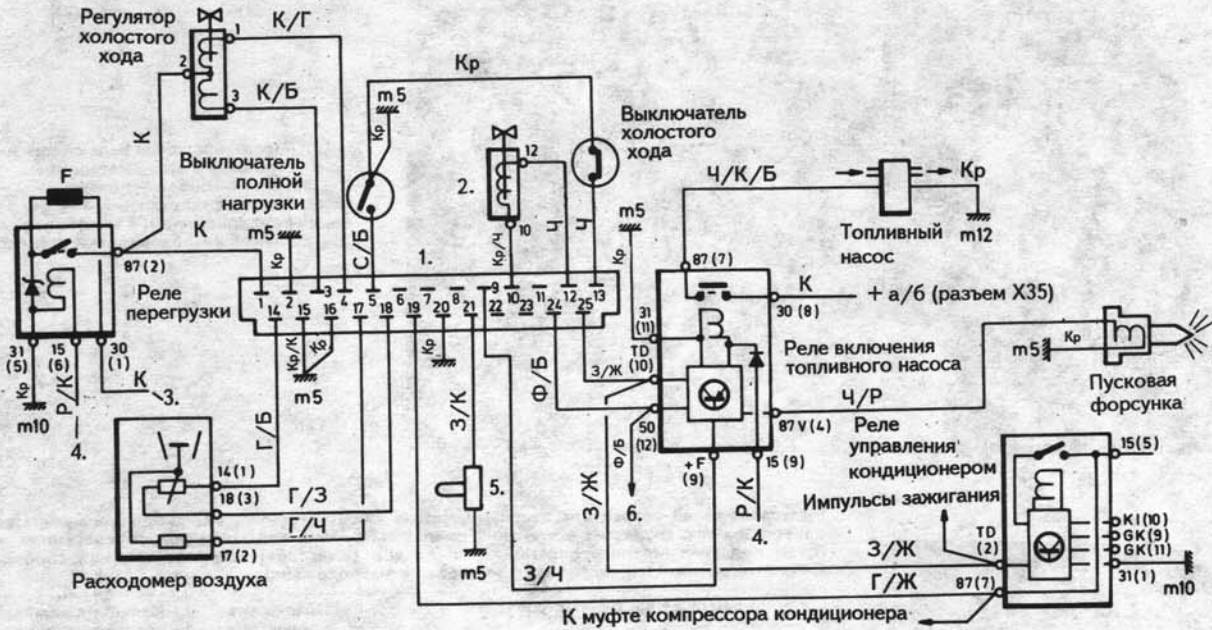 Регулятор
холостого
хода
1
К/Г
2
3
К/Б
К
Кр
m5
Кр
Выключатель
холостого
хода
Выключатель
полной
нагрузки
2.
12
10
Кр/Ч
Ч
Ч
С/Б
Ч/К/Б
Кр
m12
Топливный
насос
F
К
87(2)
m5
Кр
Реле
перегрузки
31
(5)
15
(6)
30
(1)
Кр
m10
Р/К
4.
К
3.
1.
1 2 3 4 5 6 7 8 9 10 11 12 13
14 15 16 17 18 19 20 21 22 23 24 25
Кр/К
Кр
m5
Кр
m5
Кр
87(7)
К
+ а/б (разъем Х35)
30(8)
31
(11)
TD
(10)
З/Ж
Реле включения
топливного насоса
50
(12)
87V(4)
Ч/Р
+F
(9)
15(9)
m5
Кр
Пусковая
форсунка
Г/Б
З/К
Ф/Б
Ф/Б
6.
З/Ж
Р/К
4.
Реле
управления
кондиционером
Импульсы зажигания
15(5)
KI(10)
GK(9)
GK(11)
31(1)
m10
TD
(2)
87(7)
14(1)
18(3)
17(2)
Г/З
Г/Ч
Расходомер воздуха
5.
m5
З/Ч
З/Ж
Г/Ж
К муфте компрессора кондиционера